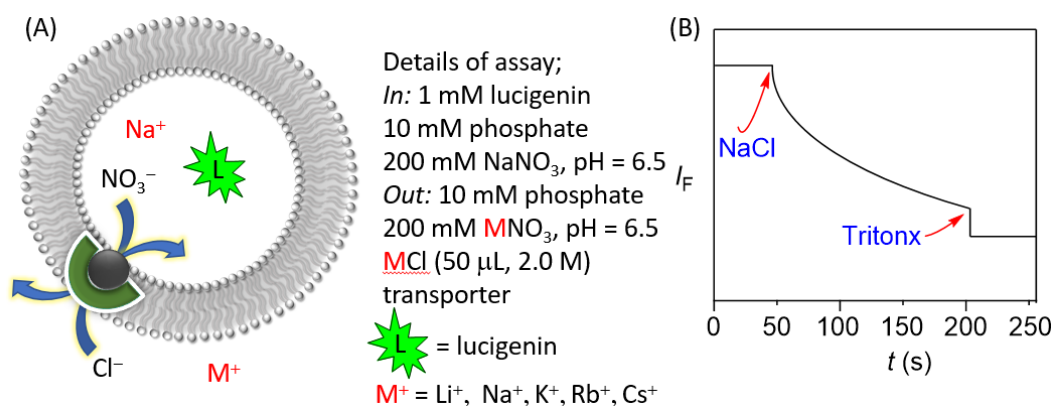 (A)
Na⁺
NO₃⁻
L
Cl⁻
M⁺
Details of assay;
In: 1 mM lucigenin
10 mM phosphate
200 mM NaNO₃, pH = 6.5
Out: 10 mM phosphate
200 mM MNO₃, pH = 6.5
MCl (50 μL, 2.0 M)
transporter
L = lucigenin
M⁺ = Li⁺, Na⁺, K⁺, Rb⁺, Cs⁺
(B)
NaCl
I_F
Tritonx
0 50 100 150 200 250
t (s)